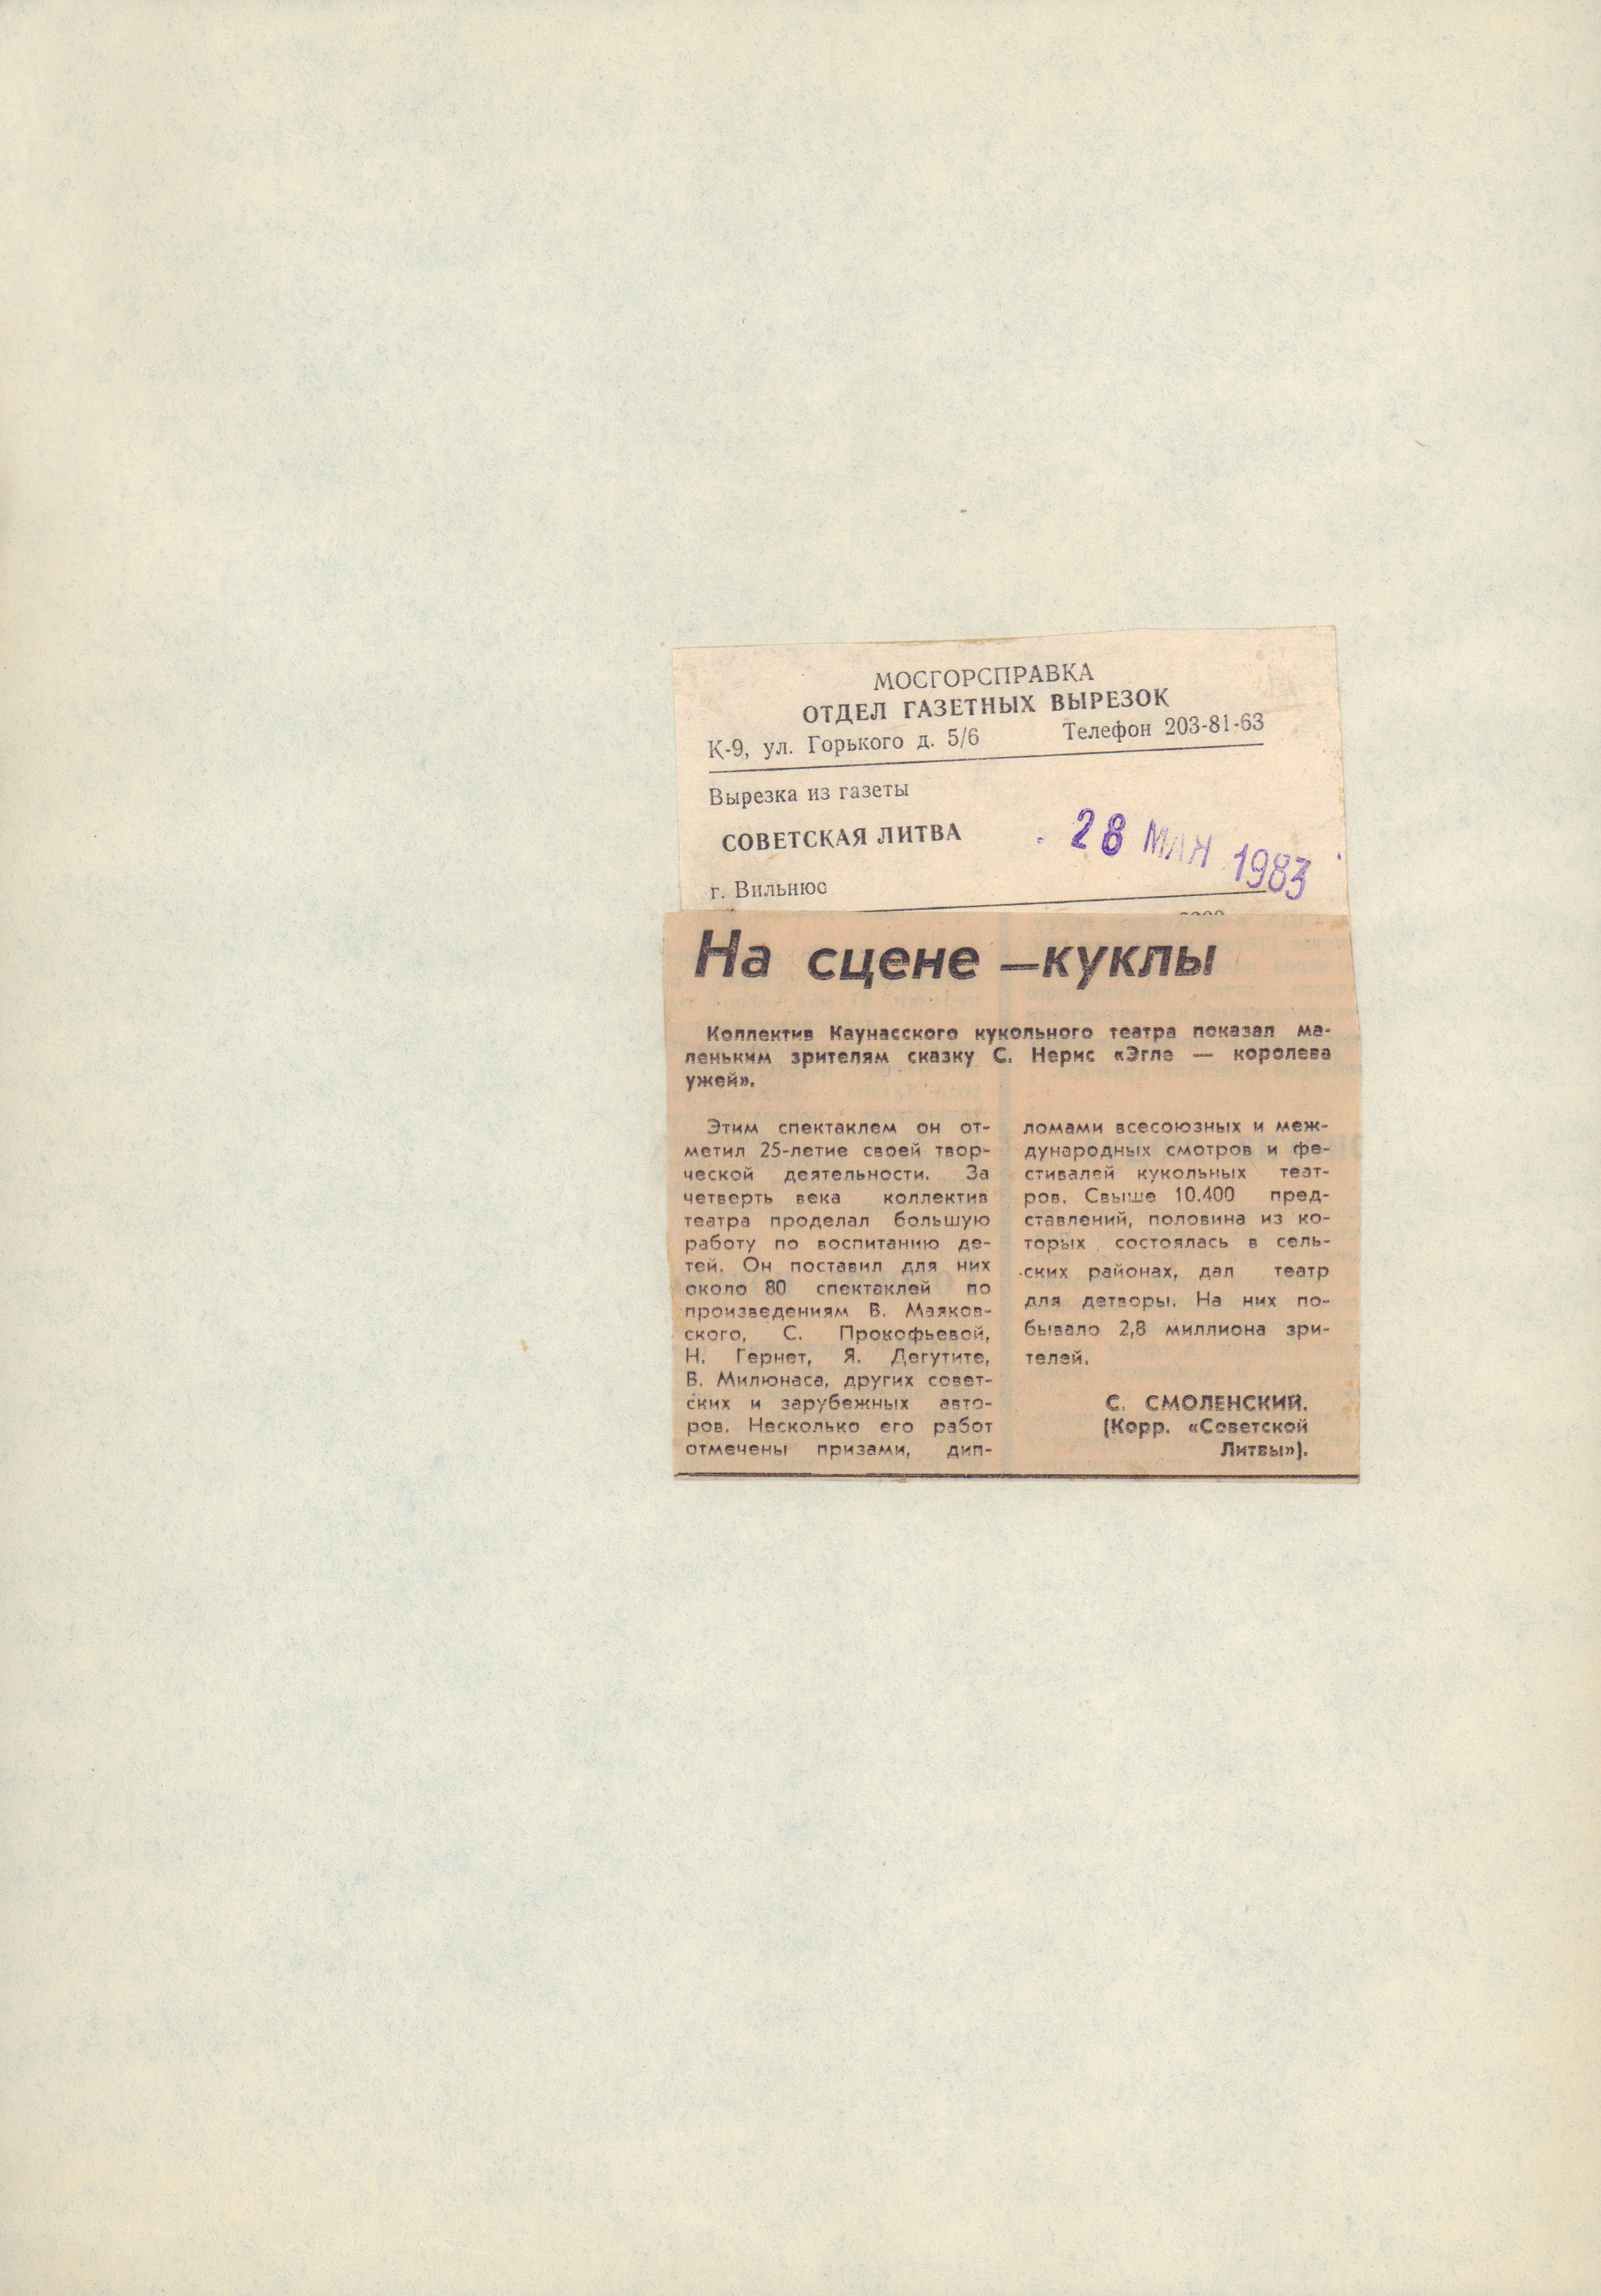 МОСГОРСПРАВКА
ОТДЕЛ ГАЗЕТНЫХ ВЫРЕЗОК
К-9, ул. Горького д. 5/6 Телефон 203-81-63
Вырезка из газеты
СОВЕТСКАЯ ЛИТВА
28 МАЯ 1983
г. Вильнюс
На сцене —куклы
Коллектив Каунасского кукольного театра показал ма-
леньким зрителям сказку С. Нерис «Эгле — королева
ужей».
Этим спектаклем он от-
метил 25-летие своей твор-
ческой деятельности. За
четверть века коллектив
театра проделал большую
работу по воспитанию де-
тей. Он поставил для них
около 80 спектаклей по
произведениям В. Маяков-
ского, С. Прокофьевой,
Н. Гернет, Я. Дегутите,
В. Милюнаса, других совет-
ских и зарубежных авто-
ров. Несколько его работ
отмечены призами, дип-
ломами всесоюзных и меж-
дународных смотров и фе-
стивалей кукольных теат-
ров. Свыше 10.400 пред-
ставлений, половина из ко-
торых состоялась в сель-
ских районах, дал театр
для детворы. На них по-
бывало 2,8 миллиона зри-
телей.
С. СМОЛЕНСКИЙ.
(Корр. «Советской
Литвы»).